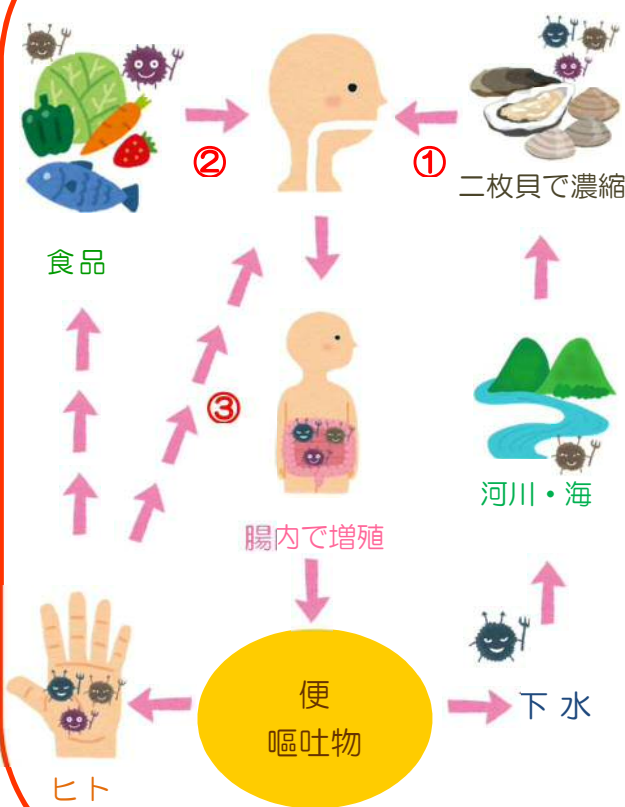 ②
①
二枚貝で濃縮
食品
③
河川・海
腸内で増殖
便
嘔吐物
下水
ヒト